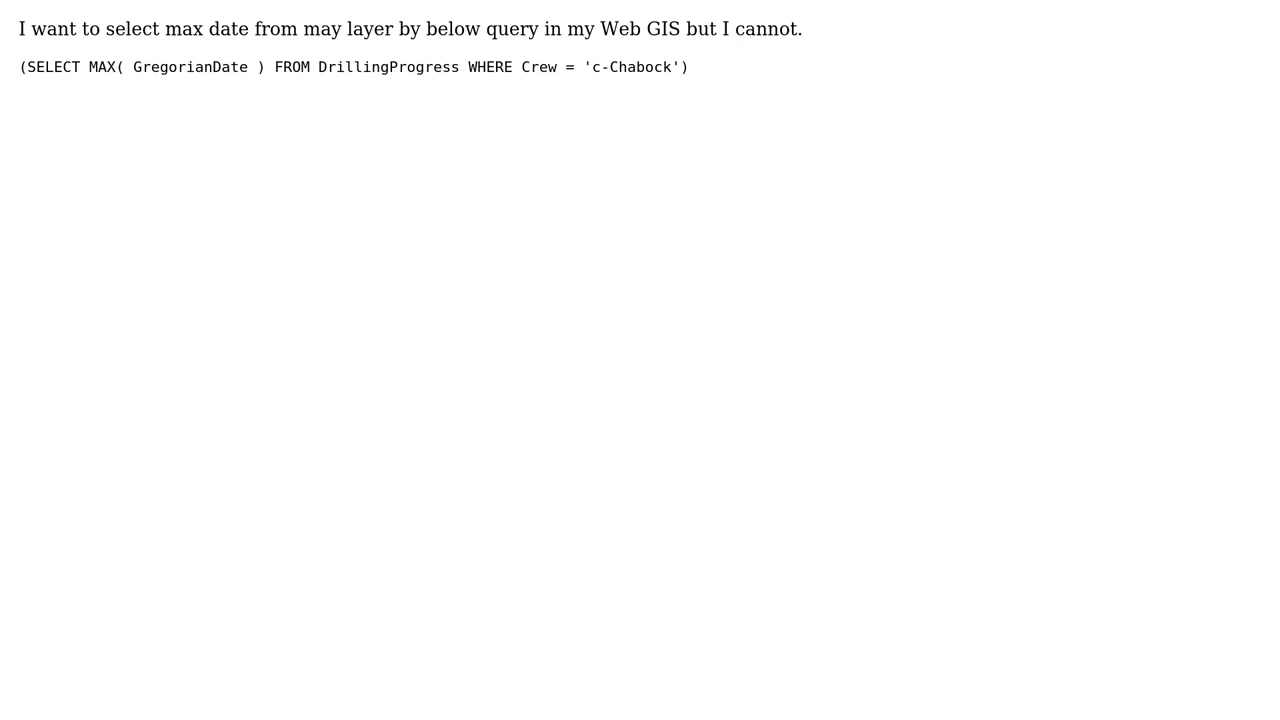 I want to select max date from may layer by below query in my Web GIS but I cannot.
(SELECT MAX( GregorianDate ) FROM DrillingProgress WHERE Crew = 'c-Chabock')